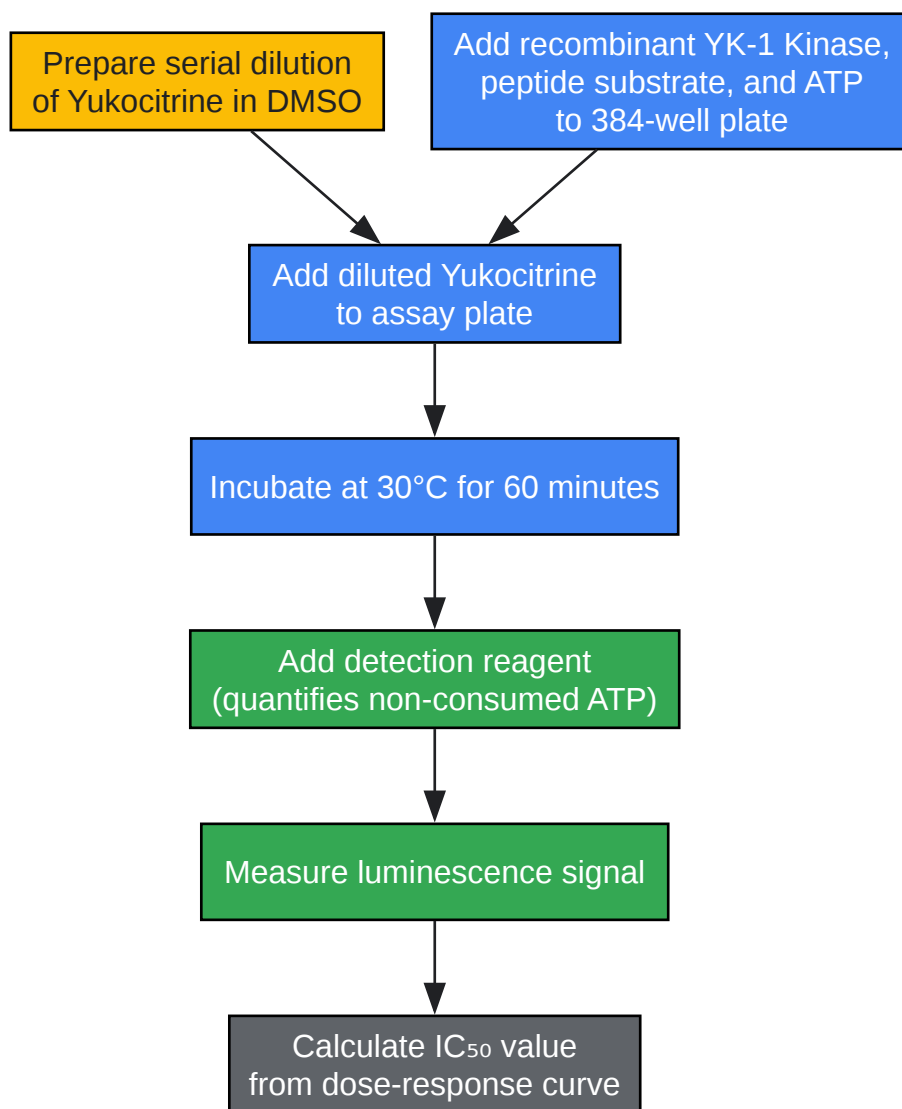 Prepare serial dilution
of Yukocitrine in DMSO
Add recombinant YK-1 Kinase,
peptide substrate, and ATP
to 384-well plate
Add diluted Yukocitrine
to assay plate
Incubate at 30°C for 60 minutes
Add detection reagent
(quantifies non-consumed ATP)
Measure luminescence signal
Calculate IC₅₀ value
from dose-response curve